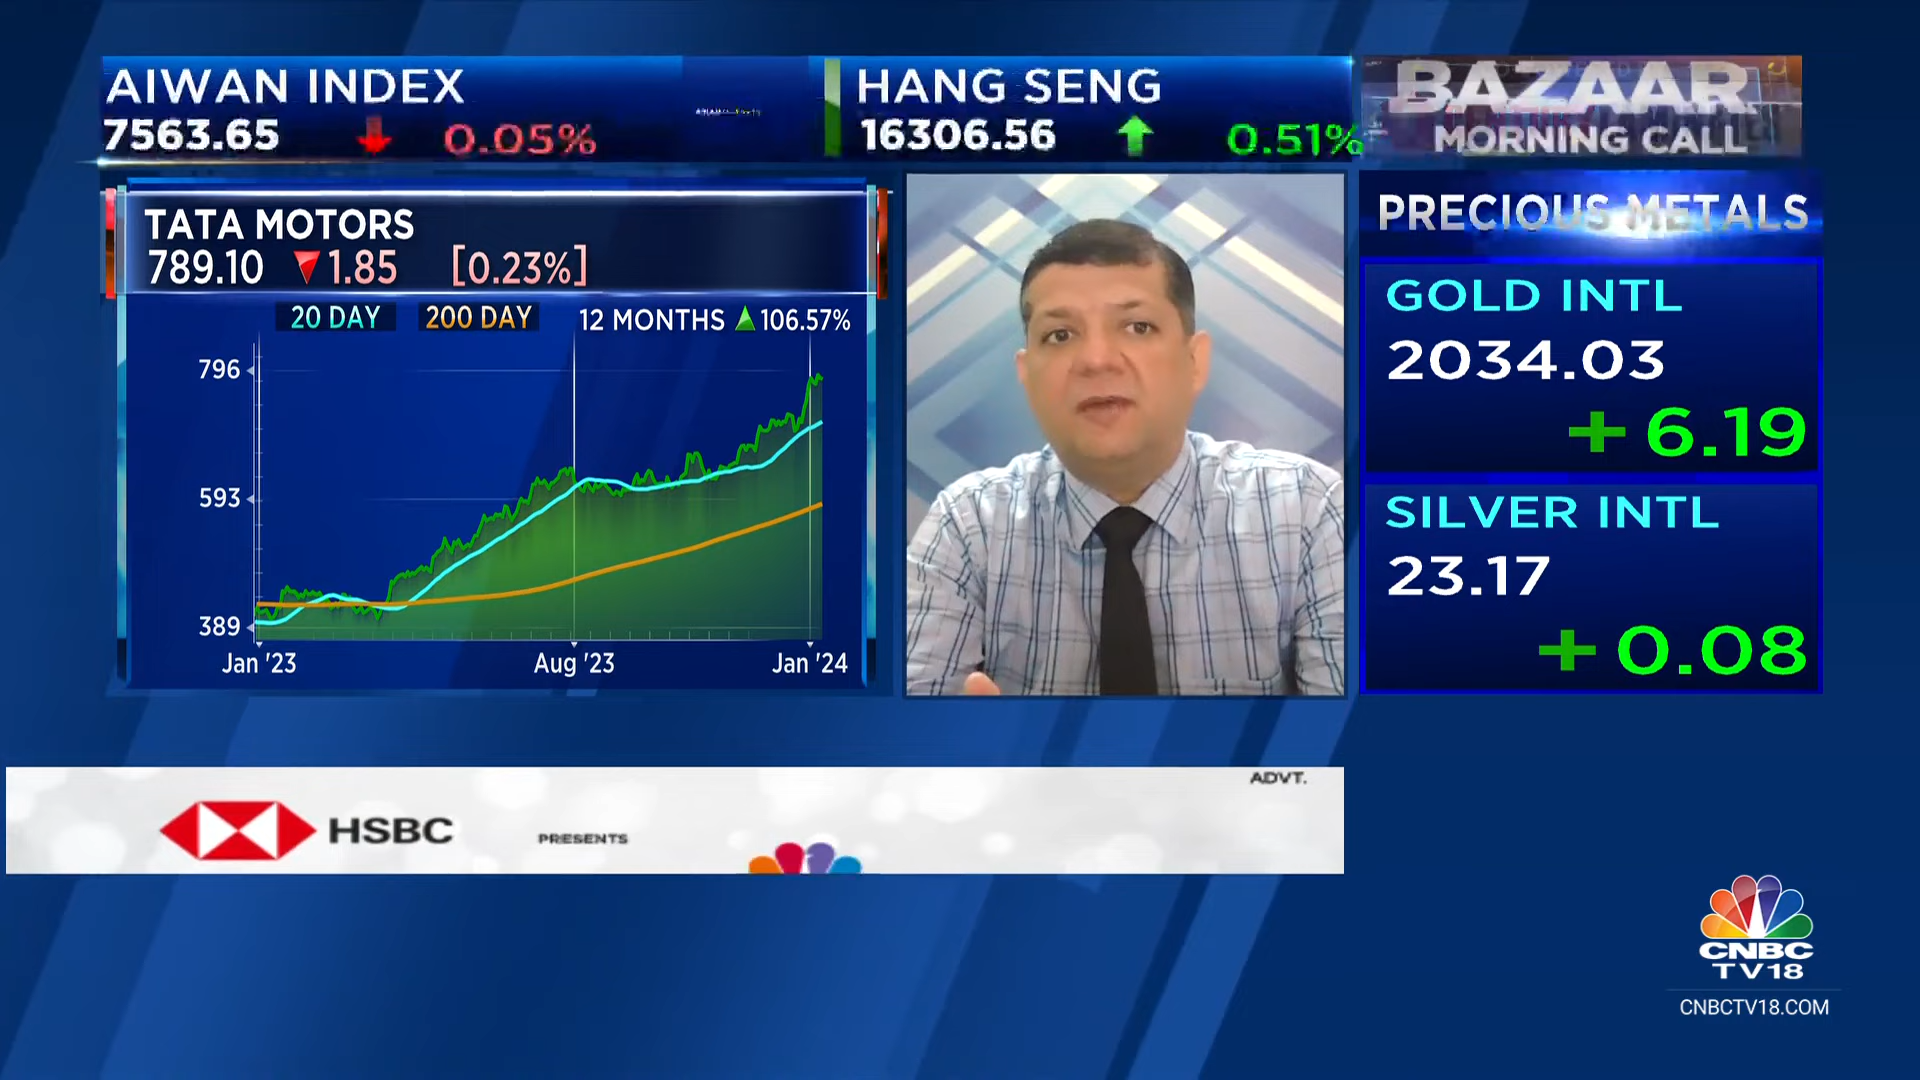 AIWAN INDEX
7563.65 0.05%
HANG SENG
16306.56 0.51%
BAZAAR
MORNING CALL
TATA MOTORS
789.10 1.85 [0.23%]
20 DAY 200 DAY 12 MONTHS 106.57%
796
593
389
Jan '23 Aug '23 Jan '24
PRECIOUS METALS
GOLD INTL
2034.03
+ 6.19
SILVER INTL
23.17
+ 0.08
ADVT.
HSBC PRESENTS
CNBC
TV18
CNBCTV18.COM